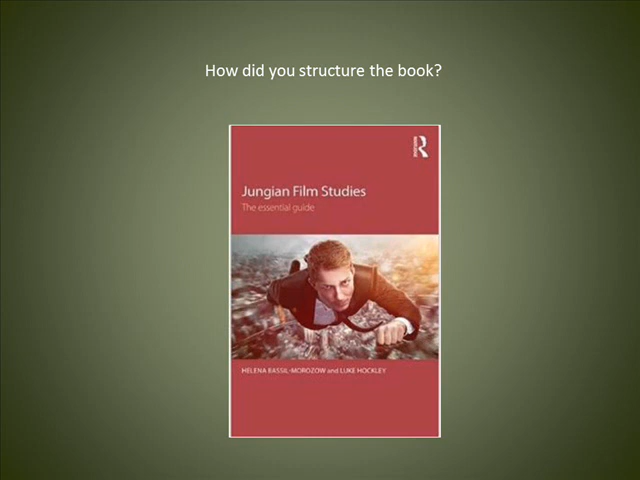 How did you structure the book?
Jungian Film Studies
The essential guide
HELENA BASSIL-MOROZOW and LUKE HOCKLEY